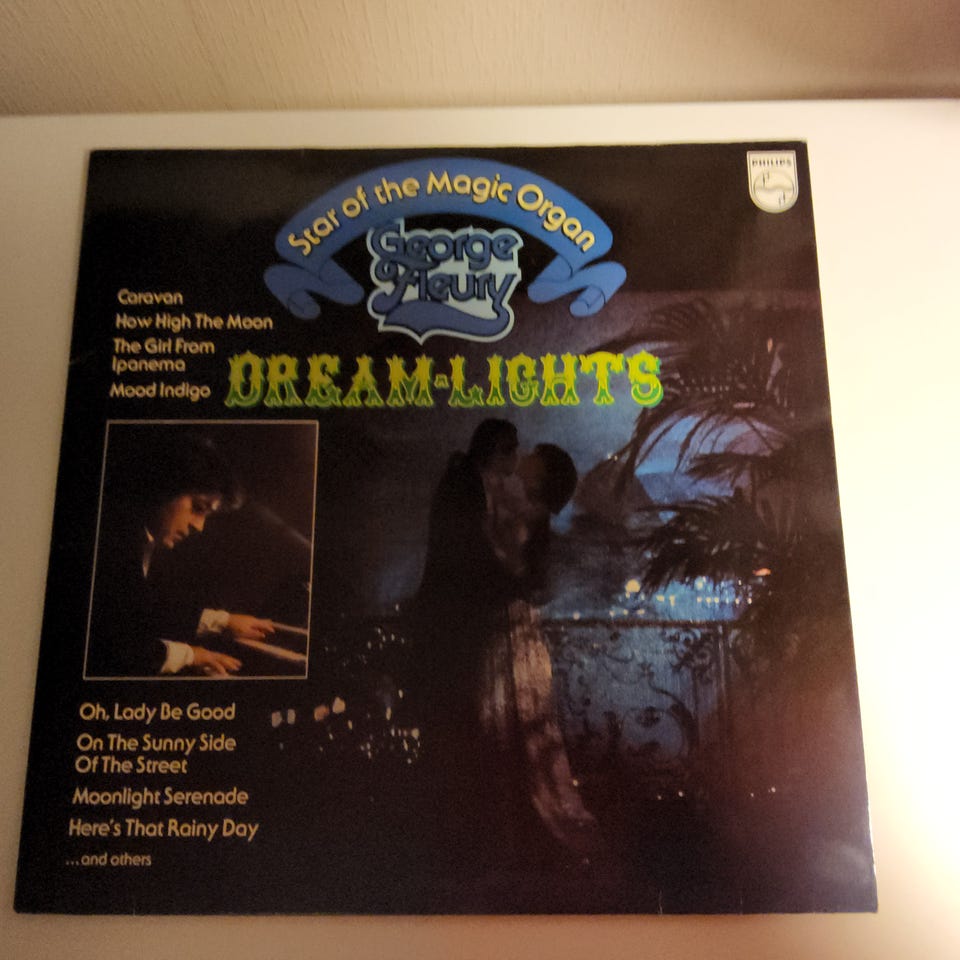 PHILIPS
Star of the Magic Organ
George
Fleury
Caravan
How High The Moon
The Girl From
Ipanema
Mood Indigo
DREAM-LIGHTS
Oh, Lady Be Good
On The Sunny Side
Of The Street
Moonlight Serenade
Here's That Rainy Day
...and others